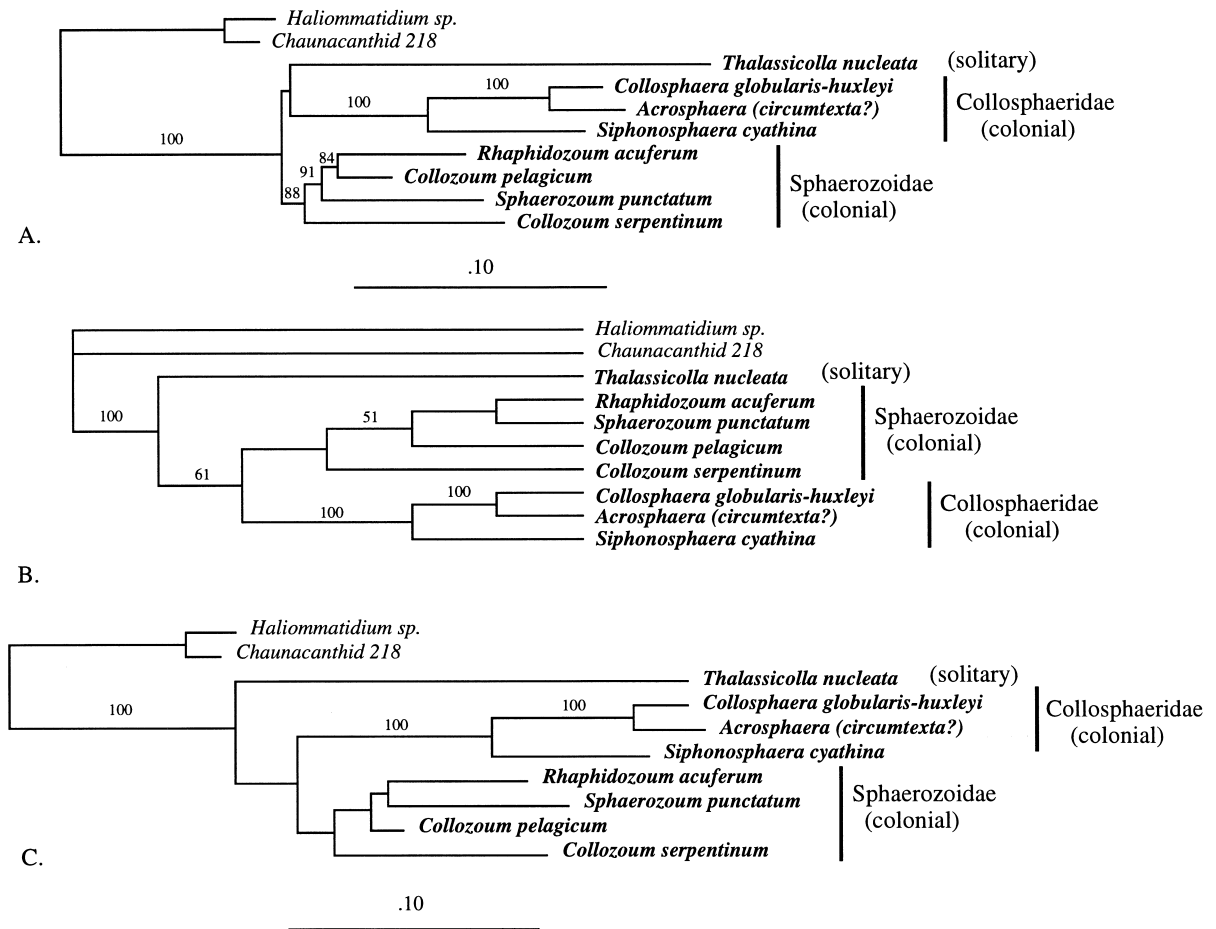 Haliommatidium sp.
Chaunacanthid 218
Thalassicolla nucleata (solitary)
100
Collosphaera globularis-huxleyi
100
Acrosphaera (circumtexta?)
Collosphaeridae
(colonial)
Siphonosphaera cyathina
100
84
Rhaphidozoum acuferum
91
Collozoum pelagicum
88
Sphaerozoum punctatum
Sphaerozoidae
(colonial)
Collozoum serpentinum
A.
.10
Haliommatidium sp.
Chaunacanthid 218
Thalassicolla nucleata (solitary)
Rhaphidozoum acuferum
100
51
Sphaerozoum punctatum
Sphaerozoidae
(colonial)
Collozoum pelagicum
61
Collozoum serpentinum
100
Collosphaera globularis-huxleyi
100
Acrosphaera (circumtexta?)
Collosphaeridae
(colonial)
Siphonosphaera cyathina
B.
Haliommatidium sp.
Chaunacanthid 218
Thalassicolla nucleata (solitary)
100
100
Collosphaera globularis-huxleyi
100
Acrosphaera (circumtexta?)
Collosphaeridae
(colonial)
Siphonosphaera cyathina
Rhaphidozoum acuferum
Sphaerozoum punctatum
Sphaerozoidae
(colonial)
Collozoum pelagicum
Collozoum serpentinum
C.
.10